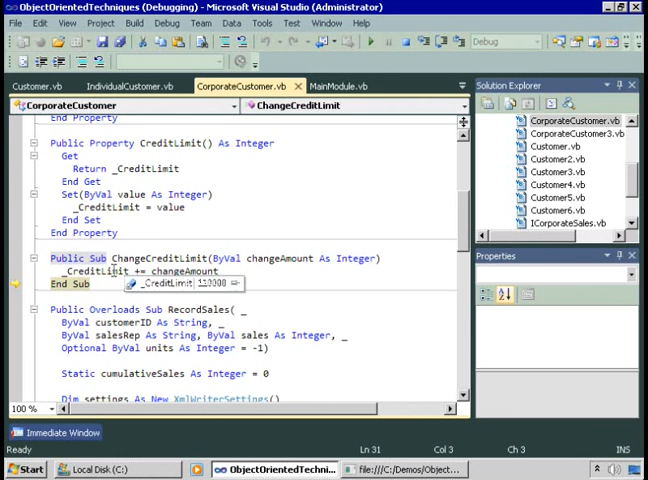 ObjectOrientedTechniques (Debugging) - Microsoft Visual Studio (Administrator)
File Edit View Project Build Debug Team Data Tools Test Window Help
Debug
Customer.vb IndividualCustomer.vb CorporateCustomer.vb MainModule.vb
CorporateCustomer ChangeCreditLimit
End Property
Public Property CreditLimit() As Integer
Get
Return _CreditLimit
End Get
Set(ByVal value As Integer)
_CreditLimit = value
End Set
End Property
Public Sub ChangeCreditLimit(ByVal changeAmount As Integer)
_CreditLimit += changeAmount
End Sub
_CreditLimit 110000
Public Overloads Sub RecordSales( _
ByVal customerID As String, _
ByVal salesRep As String, ByVal sales As Integer, _
Optional ByVal units As Integer = -1)
Static cumulativeSales As Integer = 0
Dim settings As New XmlWriterSettings()
100 %
Solution Explorer
CorporateCustomer.vb
CorporateCustomer3.vb
Customer.vb
Customer2.vb
Customer3.vb
Customer4.vb
Customer5.vb
Customer6.vb
ICorporateSales.vb
Properties
Immediate Window
Ready Ln 31 Col 3 Ch 3 INS
Start Local Disk (C:) ObjectOrientedTechni... file:///C:/Demos/Object...